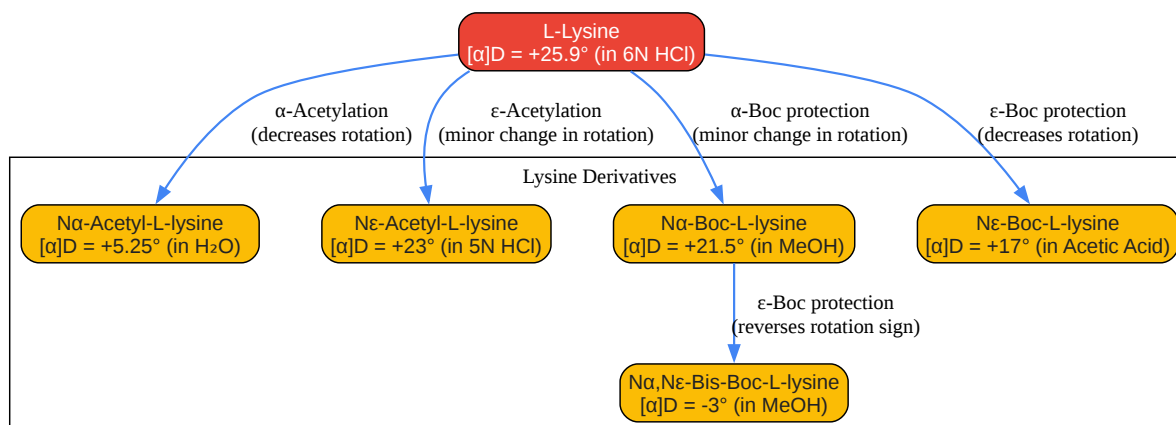 L-Lysine
[α]D = +25.9° (in 6N HCl)
α-Acetylation
(decreases rotation)
ε-Acetylation
(minor change in rotation)
α-Boc protection
(minor change in rotation)
ε-Boc protection
(decreases rotation)
Lysine Derivatives
Nα-Acetyl-L-lysine
[α]D = +5.25° (in H₂O)
Nε-Acetyl-L-lysine
[α]D = +23° (in 5N HCl)
Nα-Boc-L-lysine
[α]D = +21.5° (in MeOH)
Nε-Boc-L-lysine
[α]D = +17° (in Acetic Acid)
ε-Boc protection
(reverses rotation sign)
Nα,Nε-Bis-Boc-L-lysine
[α]D = -3° (in MeOH)